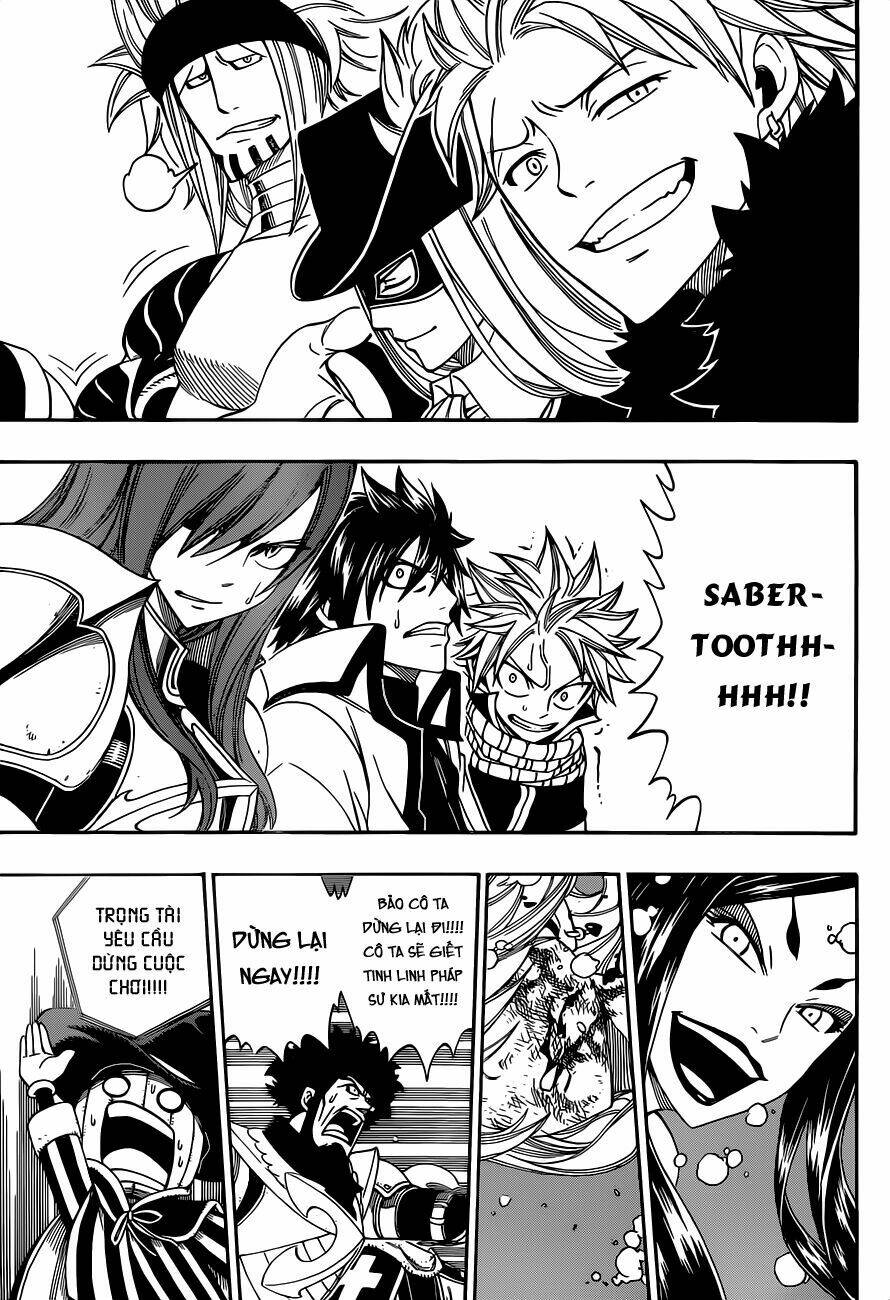 SABER-
TOOTHH-
HHH!!
BẢO CÔ TA
DỪNG LẠI ĐI!!!!
CÔ TA SẼ GIẾT
TINH LINH PHÁP
SƯ KIA MẤT!!!!
DỪNG LẠI
NGAY!!!!
TRỌNG TÀI
YÊU CẦU
DỪNG CUỘC
CHƠI!!!!!